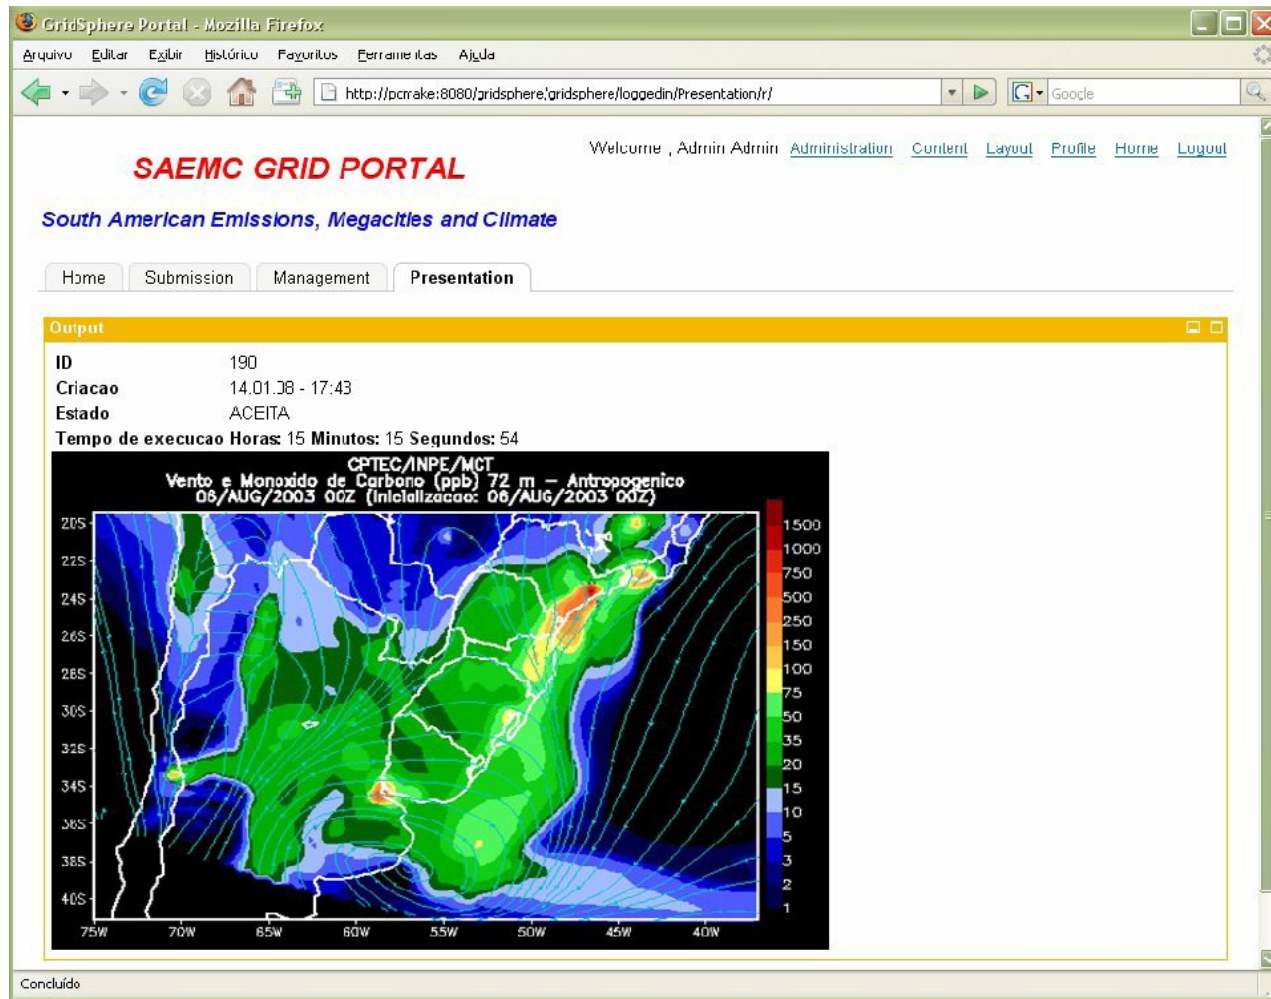 GridSphere Portal - Mozilla Firefox
Arquivo Editar Exibir Histórico Favoritos Ferramentas Ajuda
http://pcmake:8080/gridsphere/gridsphere/loggedin/Presentation/r/ Google
Welcome , Admin Admin Administration Content Layout Profile Home Logout
SAEMC GRID PORTAL
South American Emissions, Megacities and Climate
Home Submission Management Presentation
Output
ID 190
Criacao 14.01.08 - 17:43
Estado ACEITA
Tempo de execucao Horas: 15 Minutos: 15 Segundos: 54
CPTEC/INPE/MCT
Vento e Monoxido de Carbono (ppb) 72 m – Antropogenico
06/AUG/2003 00Z (Inicializacao: 06/AUG/2003 00Z)
20S
22S
24S
26S
28S
30S
32S
34S
36S
38S
40S
75W 70W 65W 60W 55W 50W 45W 40W
1500
1000
750
500
250
150
100
75
50
35
20
15
10
5
3
2
1
Concluído